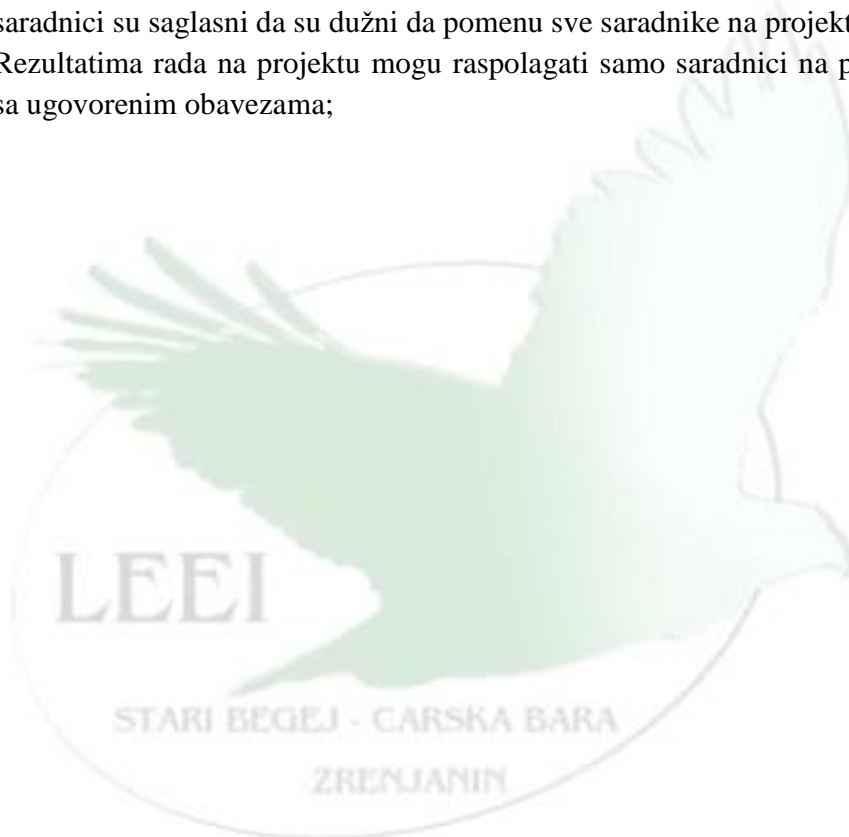 saradnici su saglasni da su dužni da pomenu sve saradnike na projekt
Rezultatima rada na projektu mogu raspolagati samo saradnici na p
sa ugovorenim obavezama;
LEEI
STARI BEGEJ - CARSKA BARA
ZRENJANIN